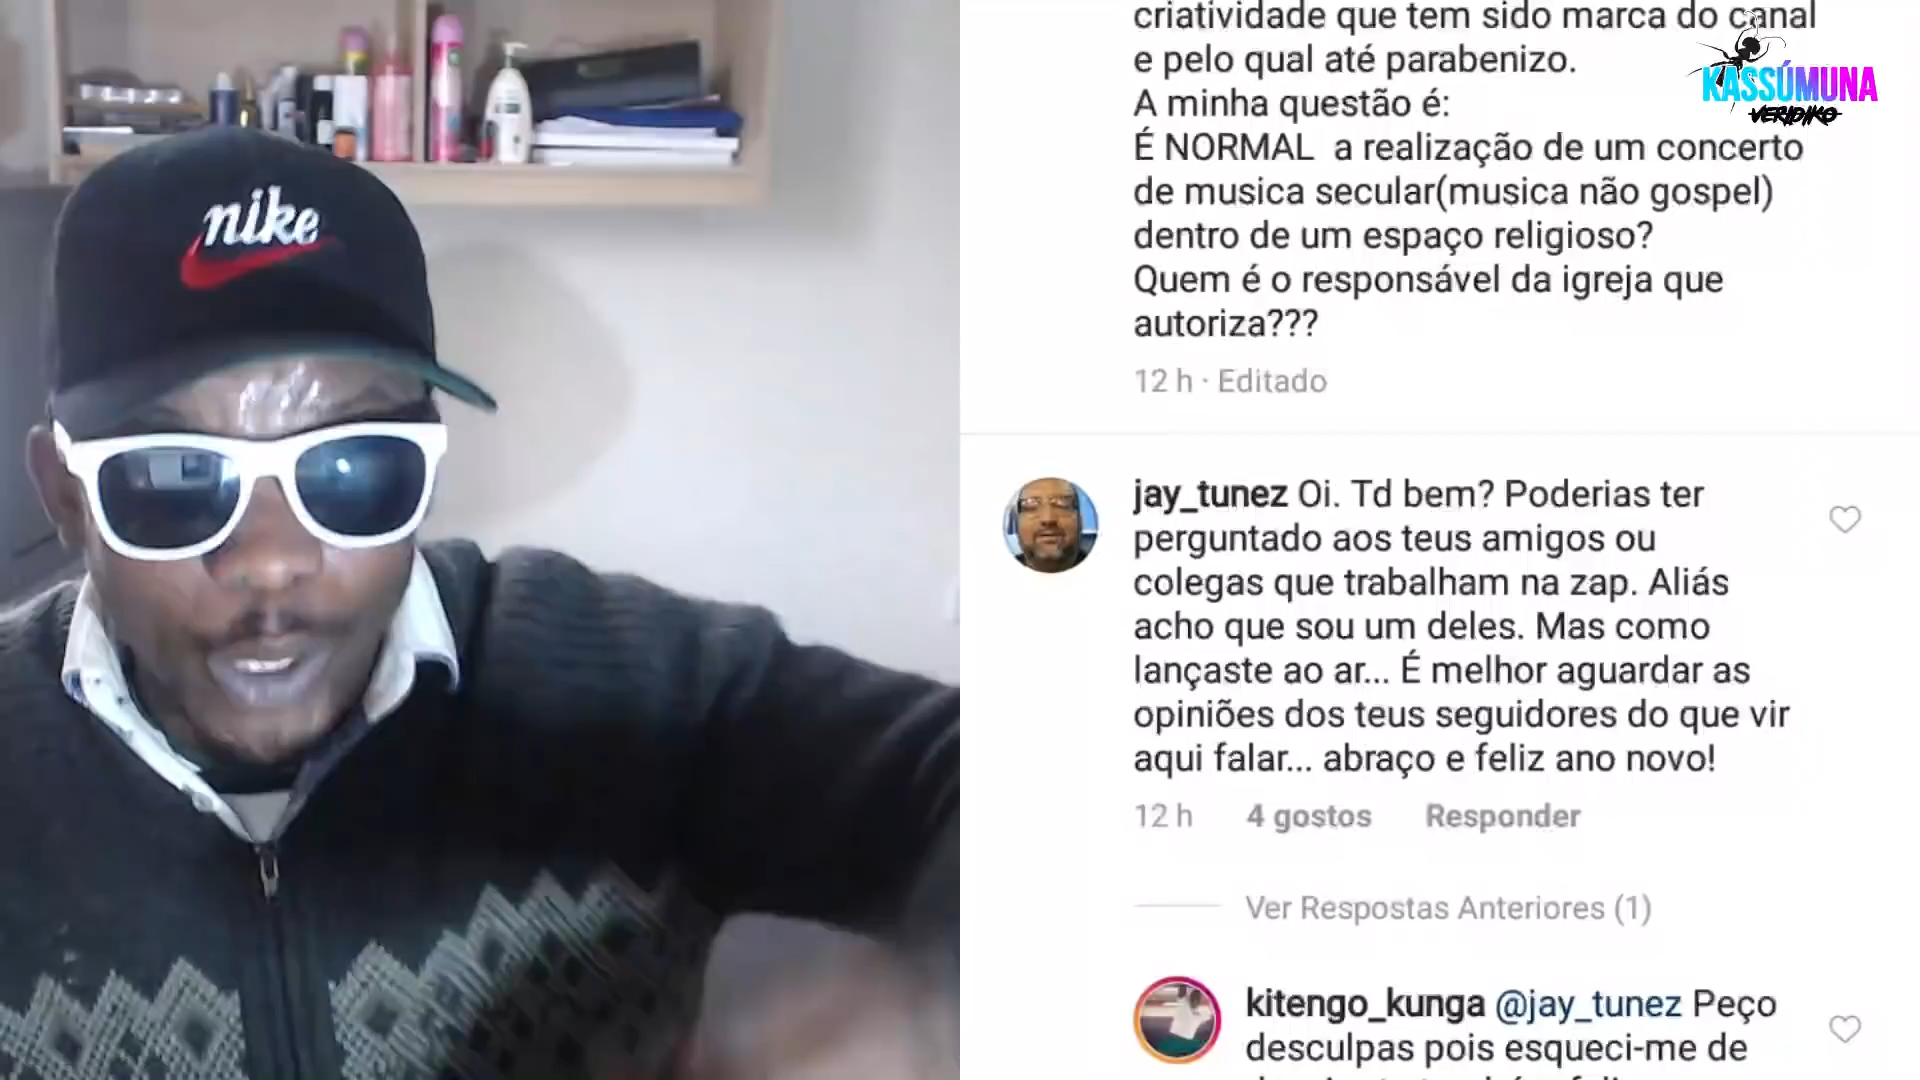 nike
criatividade que tem sido marca do canal
e pelo qual até parabenizo.
A minha questão é:
É NORMAL a realização de um concerto
de musica secular(musica não gospel)
dentro de um espaço religioso?
Quem é o responsável da igreja que
autoriza???
12 h · Editado
KASSÚMUNA
VERIDIKO
jay_tunez Oi. Td bem? Poderias ter
perguntado aos teus amigos ou
colegas que trabalham na zap. Aliás
acho que sou um deles. Mas como
lançaste ao ar... É melhor aguardar as
opiniões dos teus seguidores do que vir
aqui falar... abraço e feliz ano novo!
12 h 4 gostos Responder
Ver Respostas Anteriores (1)
kitengo_kunga @jay_tunez Peço
desculpas pois esqueci-me de